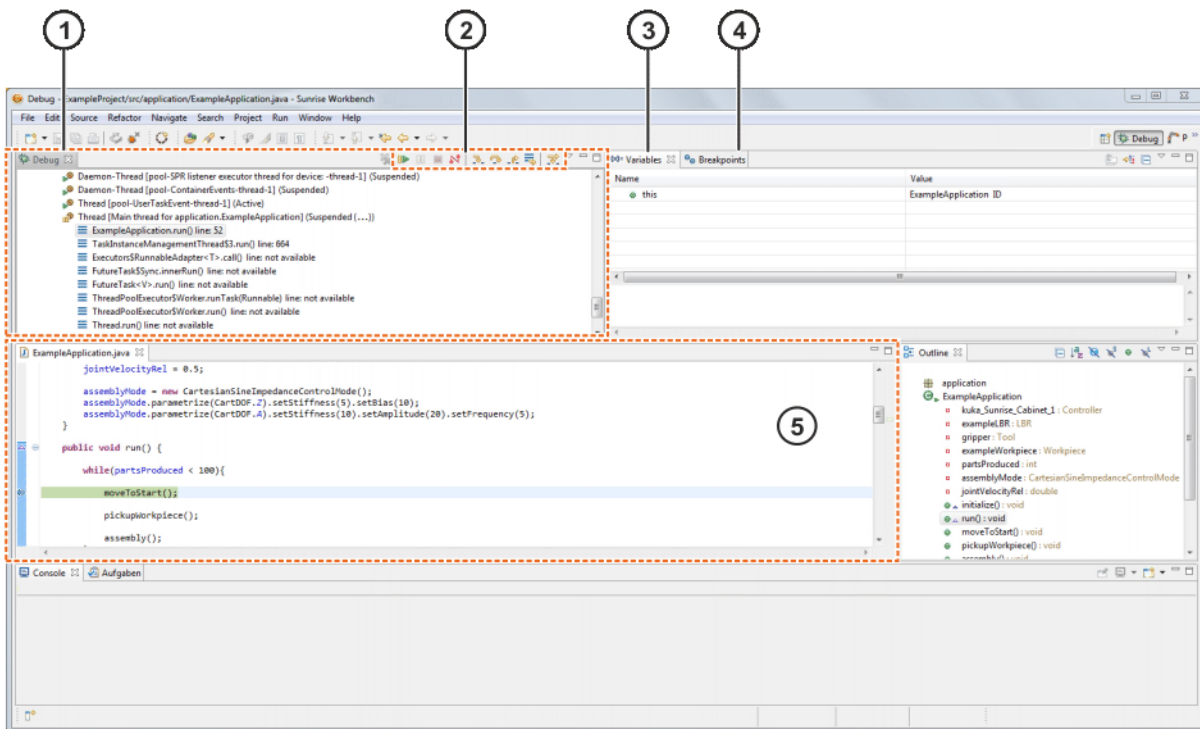 1
2
3
4
Debug - ExampleProject/src/application/ExampleApplication.java - Sunrise Workbench
File Edit Source Refactor Navigate Search Project Run Window Help
Debug
P
Debug
Variables
Breakpoints
Daemon-Thread [pool-SPR listener executor thread for device: -thread-1] (Suspended)
Daemon-Thread [pool-ContainerEvents-thread-1] (Suspended)
Thread [pool-UserTaskEvent-thread-1] (Active)
Thread [Main thread for application.ExampleApplication] (Suspended (...))
ExampleApplication.run() line: 52
TaskInstanceManagementThread$3.run() line: 664
Executors$RunnableAdapter<T>.call() line: not available
FutureTask$Sync.innerRun() line: not available
FutureTask<V>.run() line: not available
ThreadPoolExecutor$Worker.runTask(Runnable) line: not available
ThreadPoolExecutor$Worker.run() line: not available
Thread.run() line: not available
Name Value
this ExampleApplication ID
ExampleApplication.java
jointVelocityRel = 0.5;
assemblyMode = new CartesianSineImpedanceControlMode();
assemblyMode.parametrize(CartDOF.Z).setStiffness(5).setBias(10);
assemblyMode.parametrize(CartDOF.A).setStiffness(10).setAmplitude(20).setFrequency(5);
}
public void run() {
while(partsProduced < 100){
moveToStart();
pickupWorkpiece();
assembly();
5
Outline
application
ExampleApplication
kuka_Sunrise_Cabinet_1 : Controller
exampleLBR : LBR
gripper : Tool
exampleWorkpiece : Workpiece
partsProduced : int
assemblyMode : CartesianSineImpedanceControlMode
jointVelocityRel : double
initialize() : void
run() : void
moveToStart() : void
pickupWorkpiece() : void
assembly() : void
Console
Aufgaben